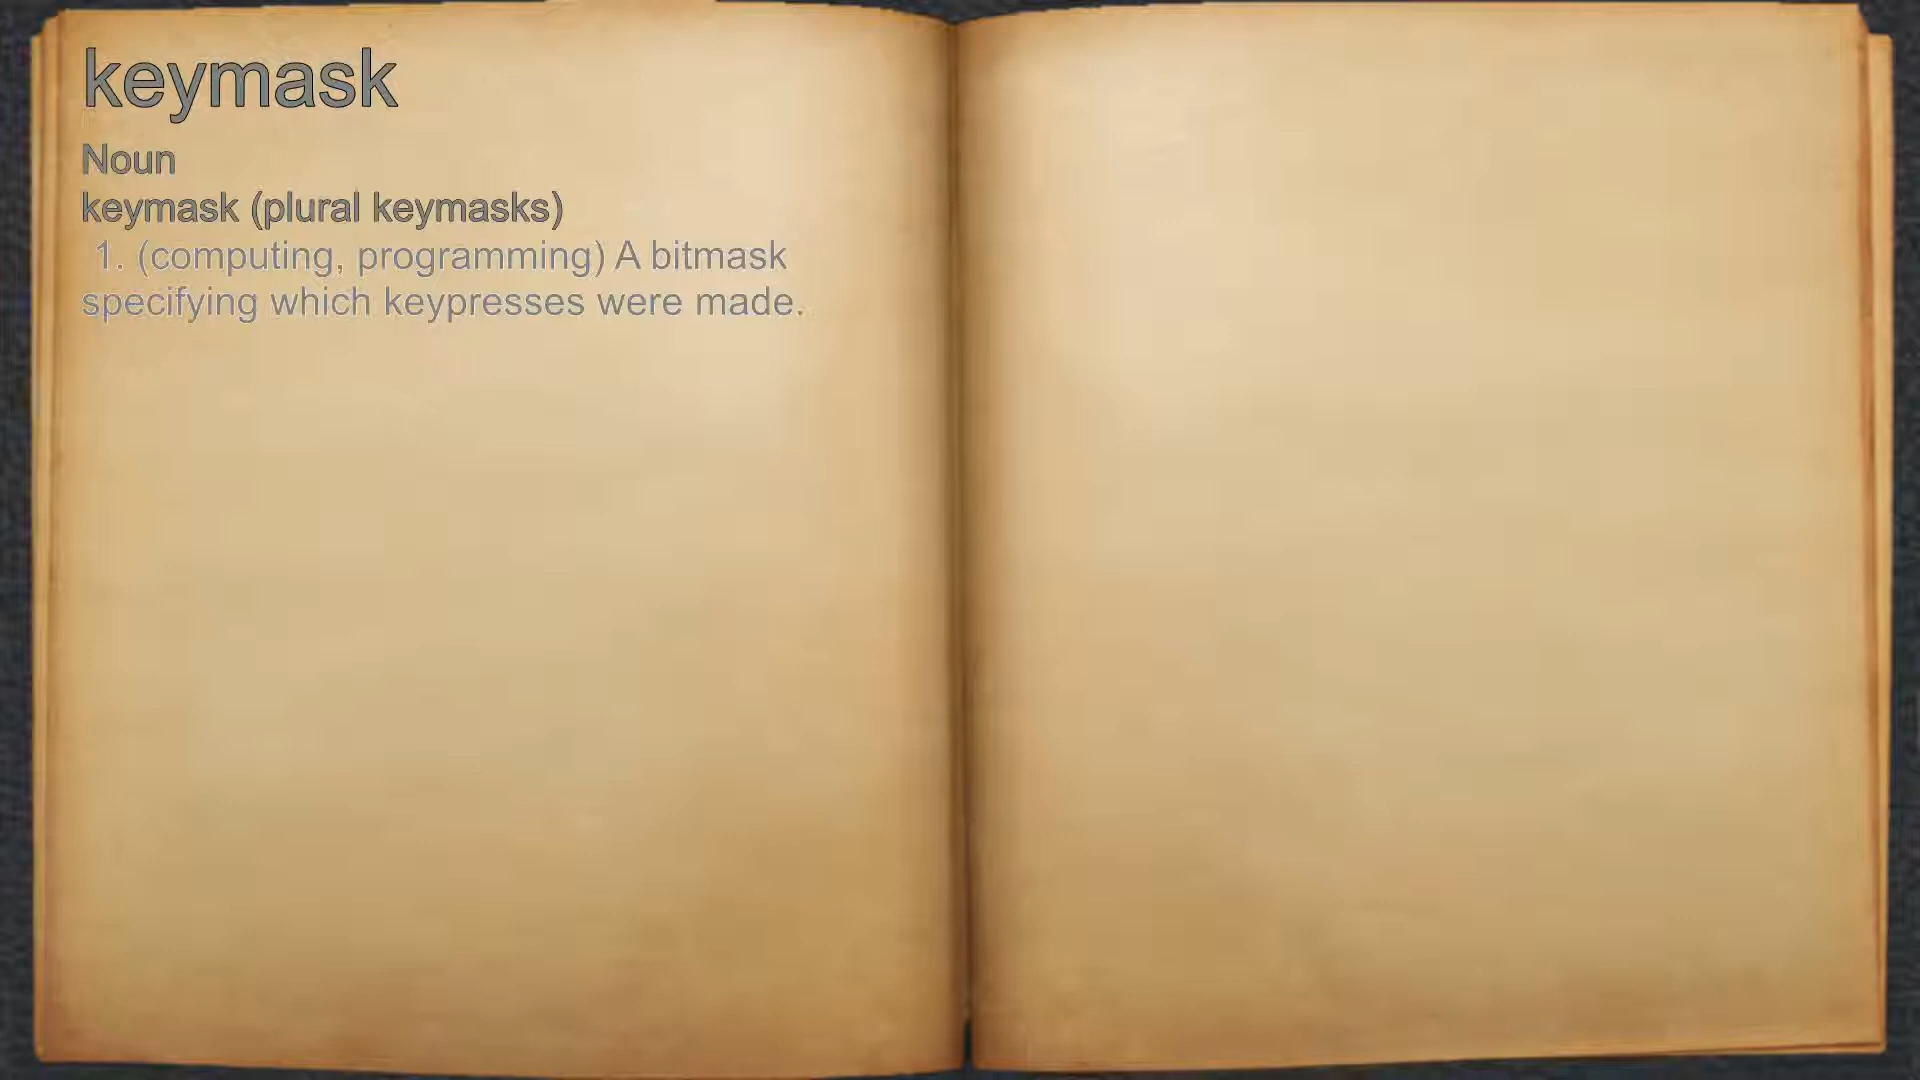 keymask
Noun
keymask (plural keymasks)
1. (computing, programming) A bitmask
specifying which keypresses were made.